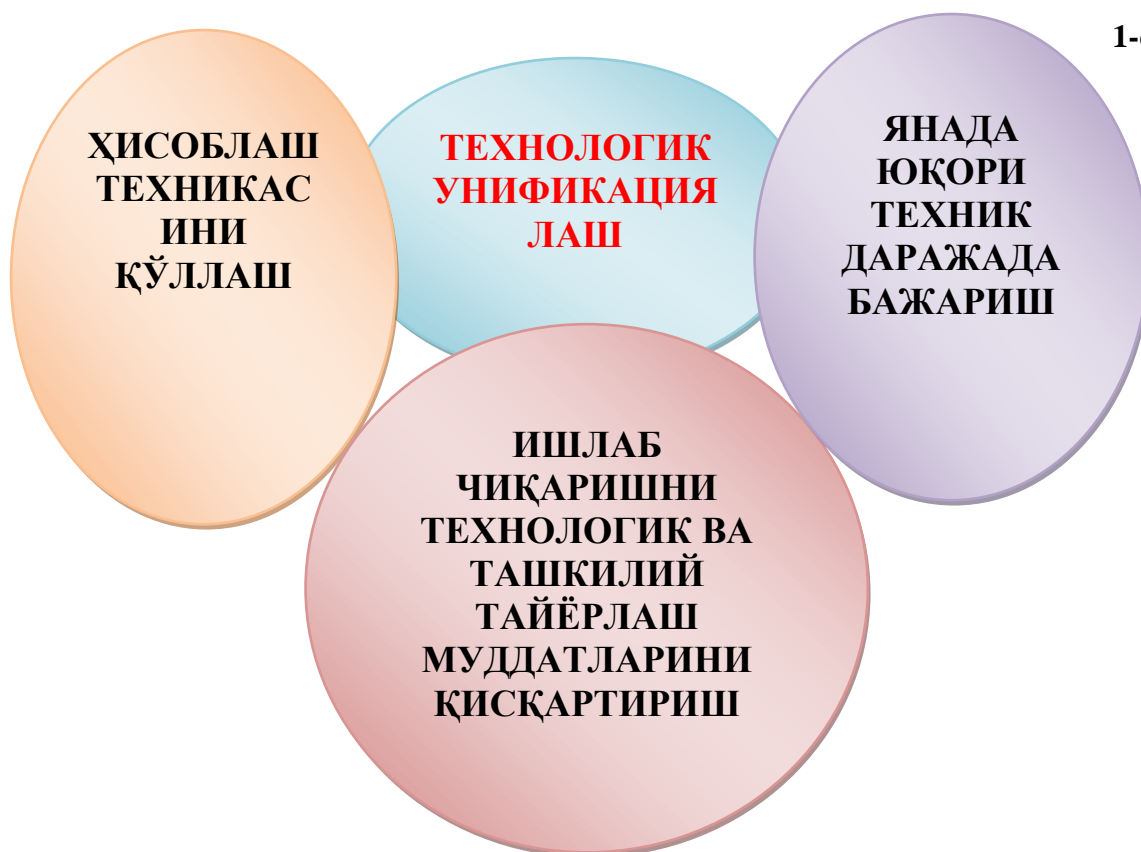 1-
ҲИСОБЛАШ
ТЕХНИКАС
ИНИ
ҚЎЛЛАШ
ТЕХНОЛОГИК
УНИФИКАЦИЯ
ЛАШ
ЯНАДА
ЮҚОРИ
ТЕХНИК
ДАРАЖАДА
БАЖАРИШ
ИШЛАБ
ЧИҚАРИШНИ
ТЕХНОЛОГИК ВА
ТАШКИЛИЙ
ТАЙЁРЛАШ
МУДДАТЛАРИНИ
ҚИСҚАРТИРИШ